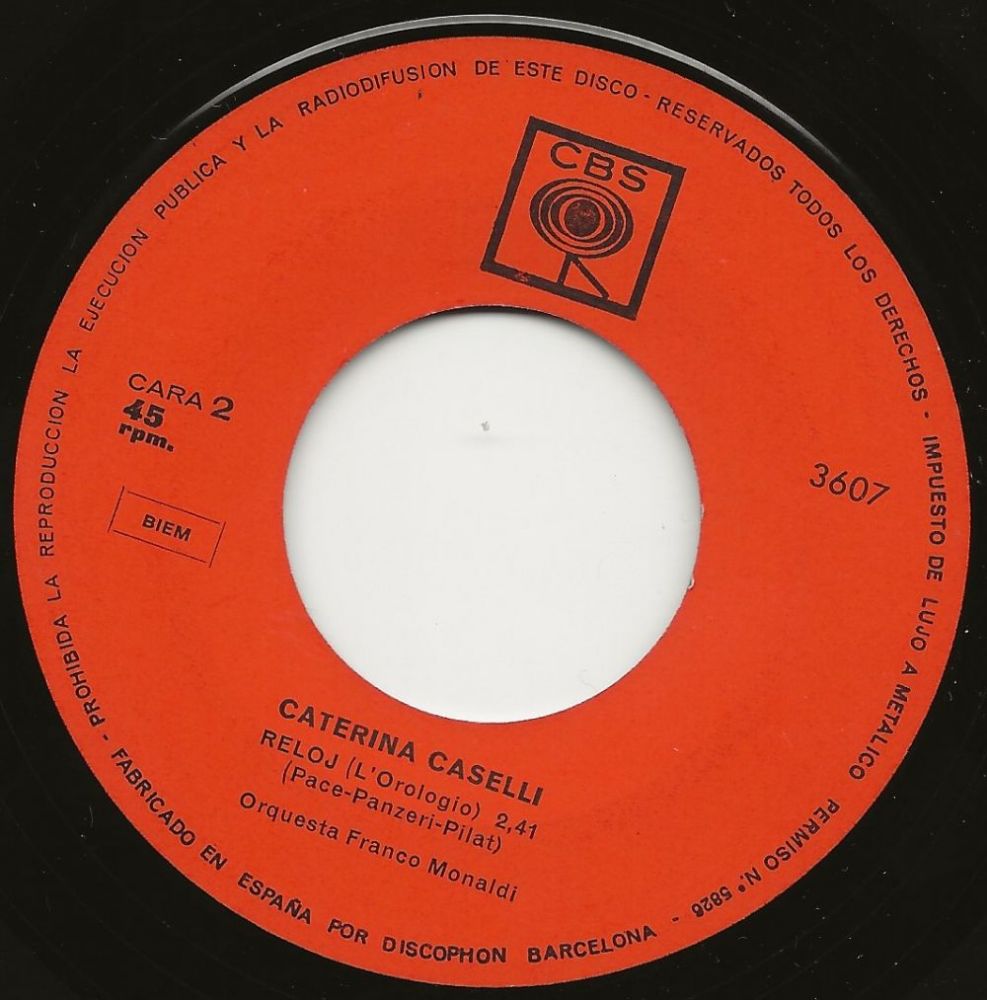 PROHIBIDA LA REPRODUCCION LA EJECUCION PUBLICA Y LA RADIODIFUSION DE ESTE DISCO - RESERVADOS TODOS LOS DERECHOS - IMPUESTO DE LUJO A METALICO PERMISO N.° 5826 -
CBS
CARA 2
45
rpm.
BIEM
3607
CATERINA CASELLI
RELOJ (L'Orologio) 2,41
(Pace-Panzeri-Pilat)
Orquesta Franco Monaldi
- FABRICADO EN ESPAÑA POR DISCOPHON BARCELONA